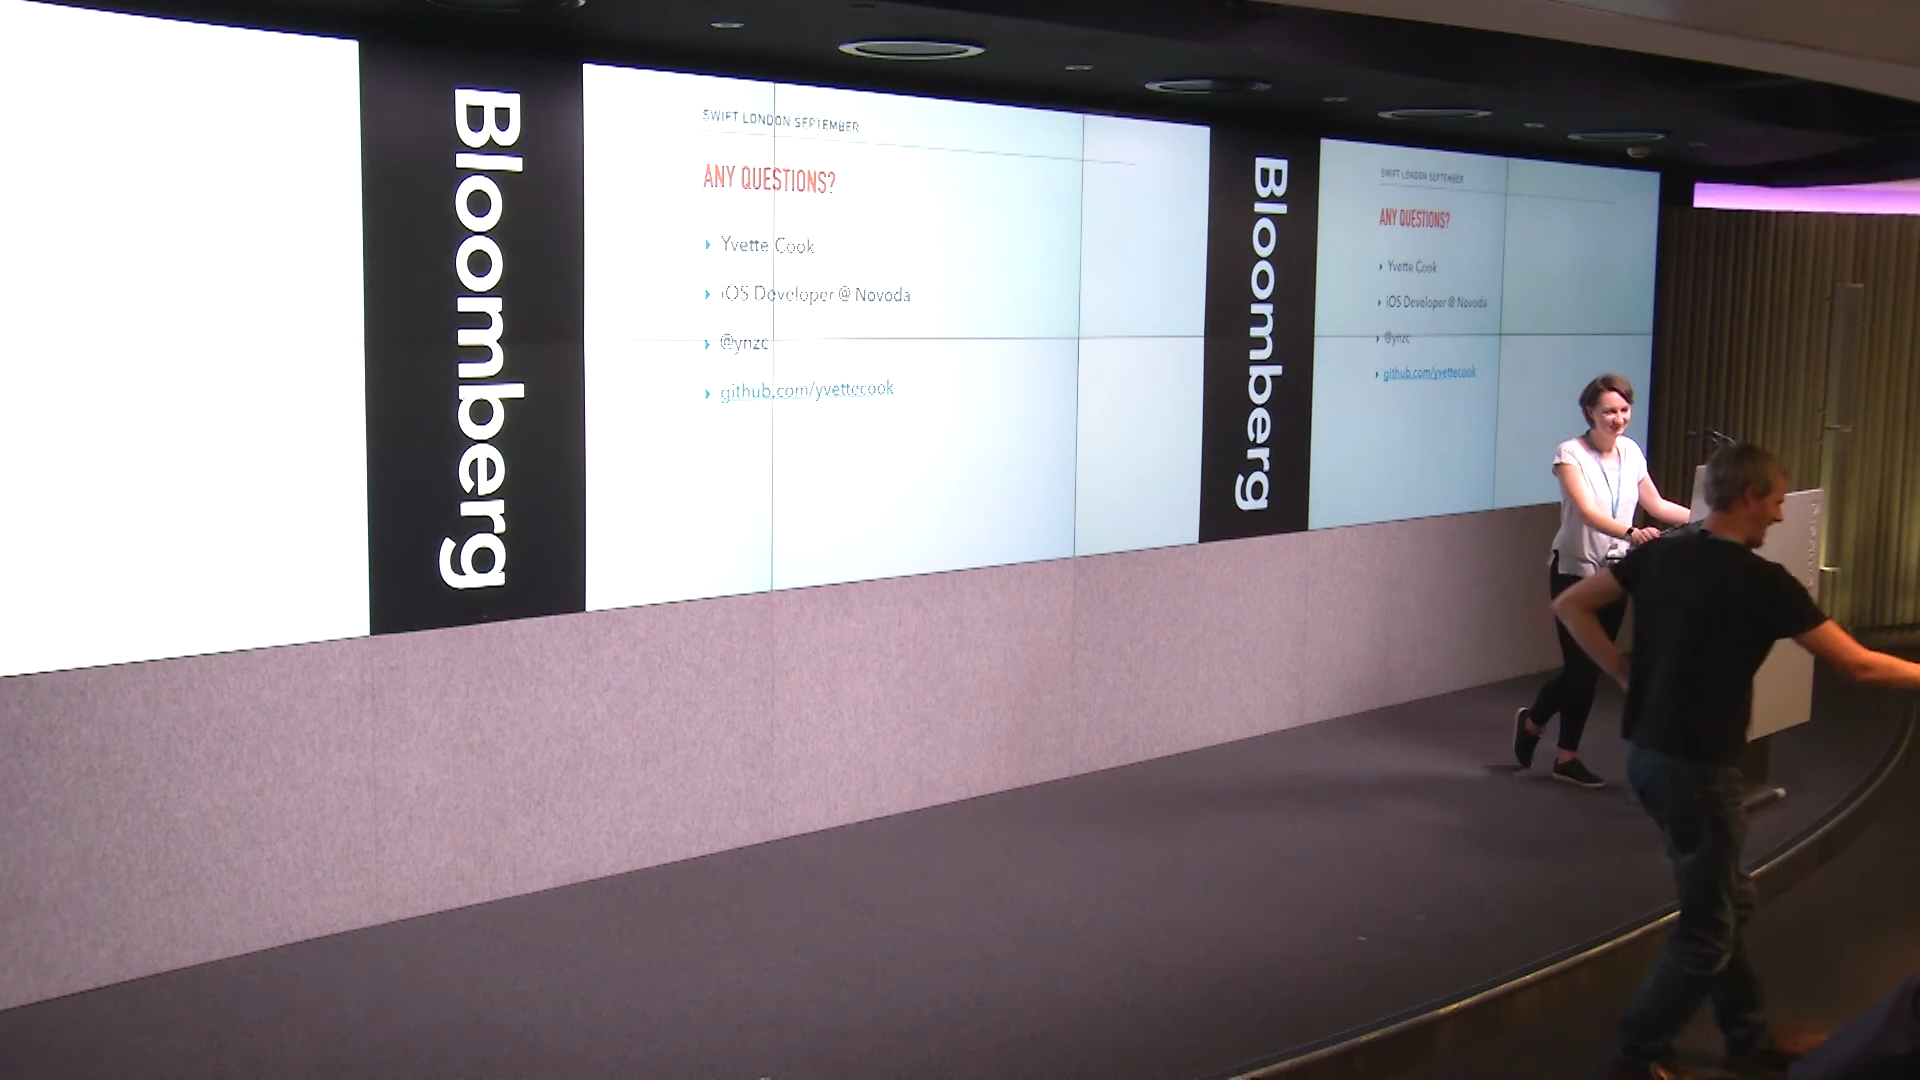 Bloomberg
SWIFT LONDON SEPTEMBER
ANY QUESTIONS?
Yvette Cook
iOS Developer @ Novoda
@ynzc
github.com/yvettecook
Bloomberg
SWIFT LONDON SEPTEMBER
ANY QUESTIONS?
Yvette Cook
iOS Developer @ Novoda
@ynzc
github.com/yvettecook